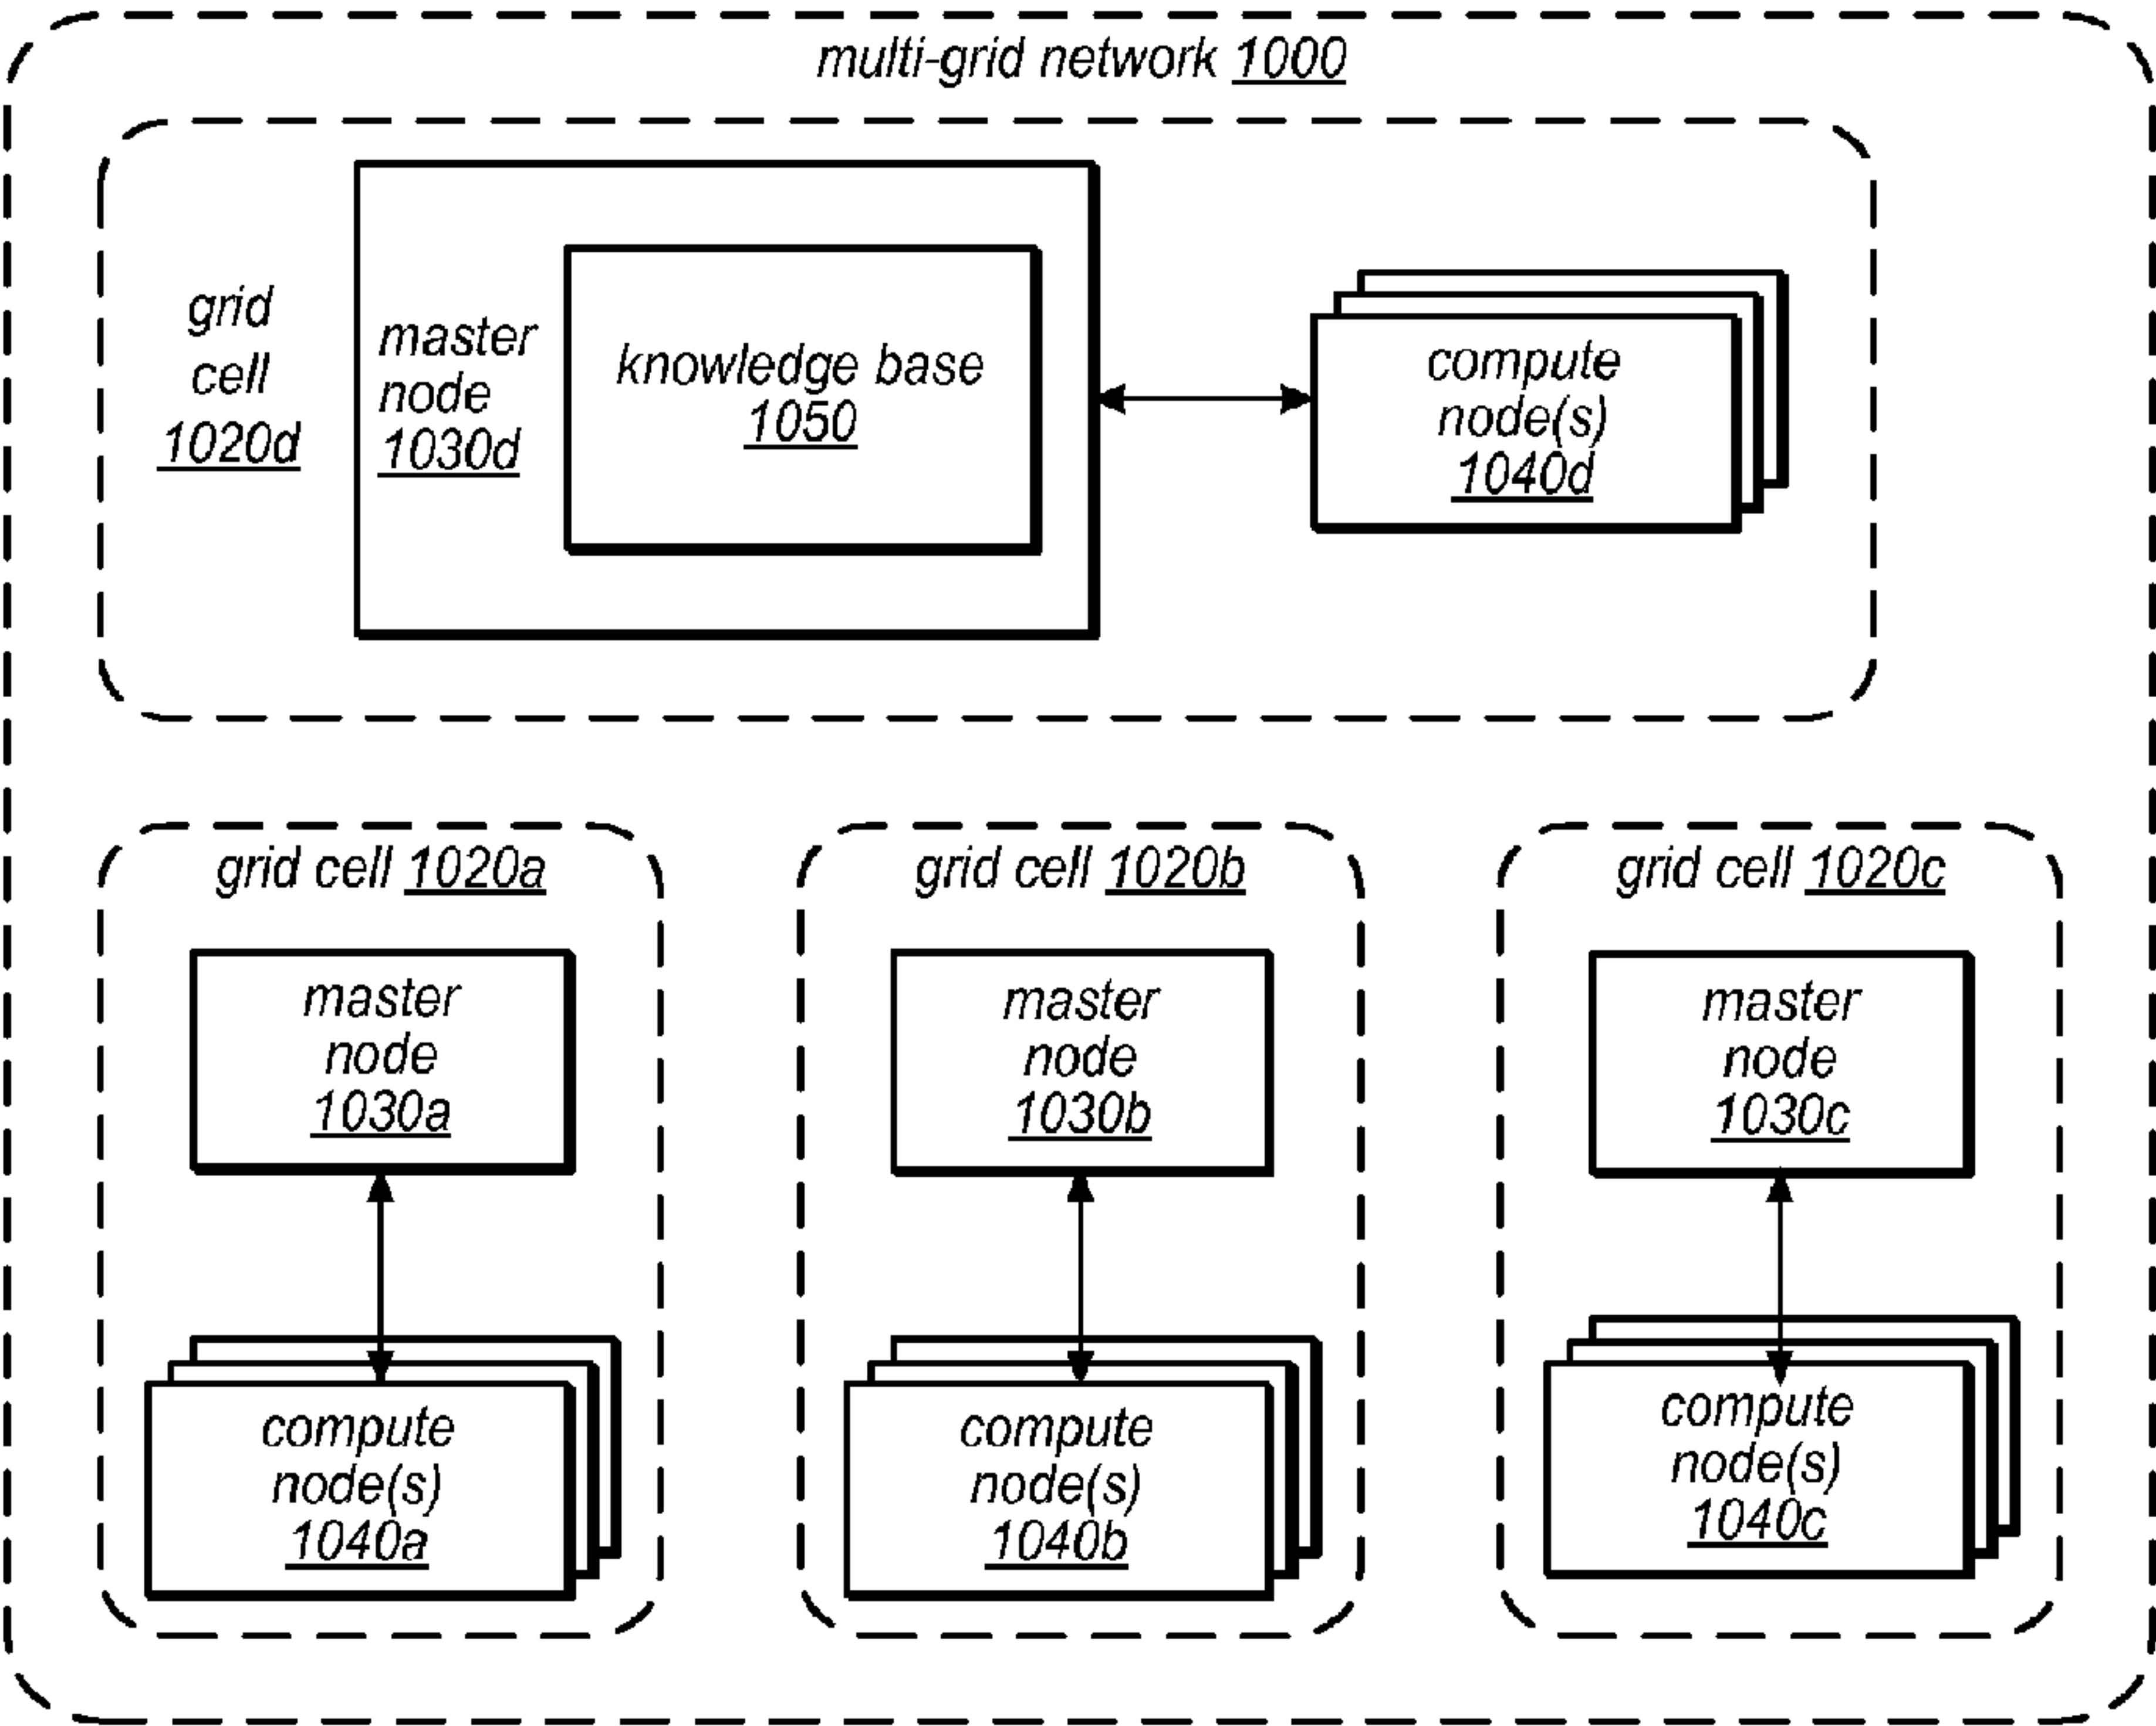 multi-grid network 1000
grid
cell
1020d
master
node
1030d
knowledge base
1050
compute
node(s)
1040d
grid cell 1020a
master
node
1030a
compute
node(s)
1040a
grid cell 1020b
master
node
1030b
compute
node(s)
1040b
grid cell 1020c
master
node
1030c
compute
node(s)
1040c